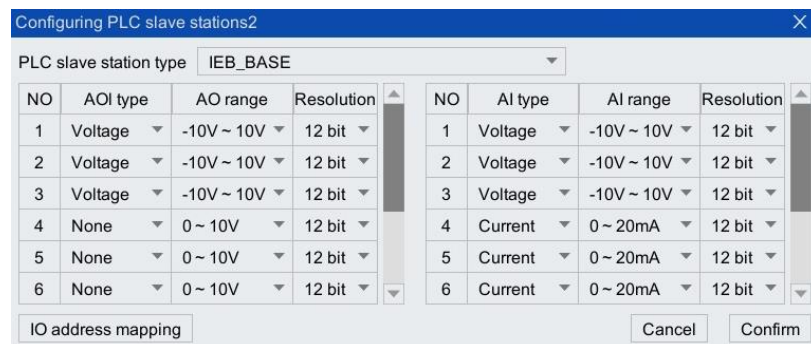 Configuring PLC slave stations2 X
PLC slave station type IEB_BASE
NO AOI type AO range Resolution NO AI type AI range Resolution
1 Voltage -10V ~ 10V 12 bit 1 Voltage -10V ~ 10V 12 bit
2 Voltage -10V ~ 10V 12 bit 2 Voltage -10V ~ 10V 12 bit
3 Voltage -10V ~ 10V 12 bit 3 Voltage -10V ~ 10V 12 bit
4 None 0 ~ 10V 12 bit 4 Current 0 ~ 20mA 12 bit
5 None 0 ~ 10V 12 bit 5 Current 0 ~ 20mA 12 bit
6 None 0 ~ 10V 12 bit 6 Current 0 ~ 20mA 12 bit
IO address mapping Cancel Confirm